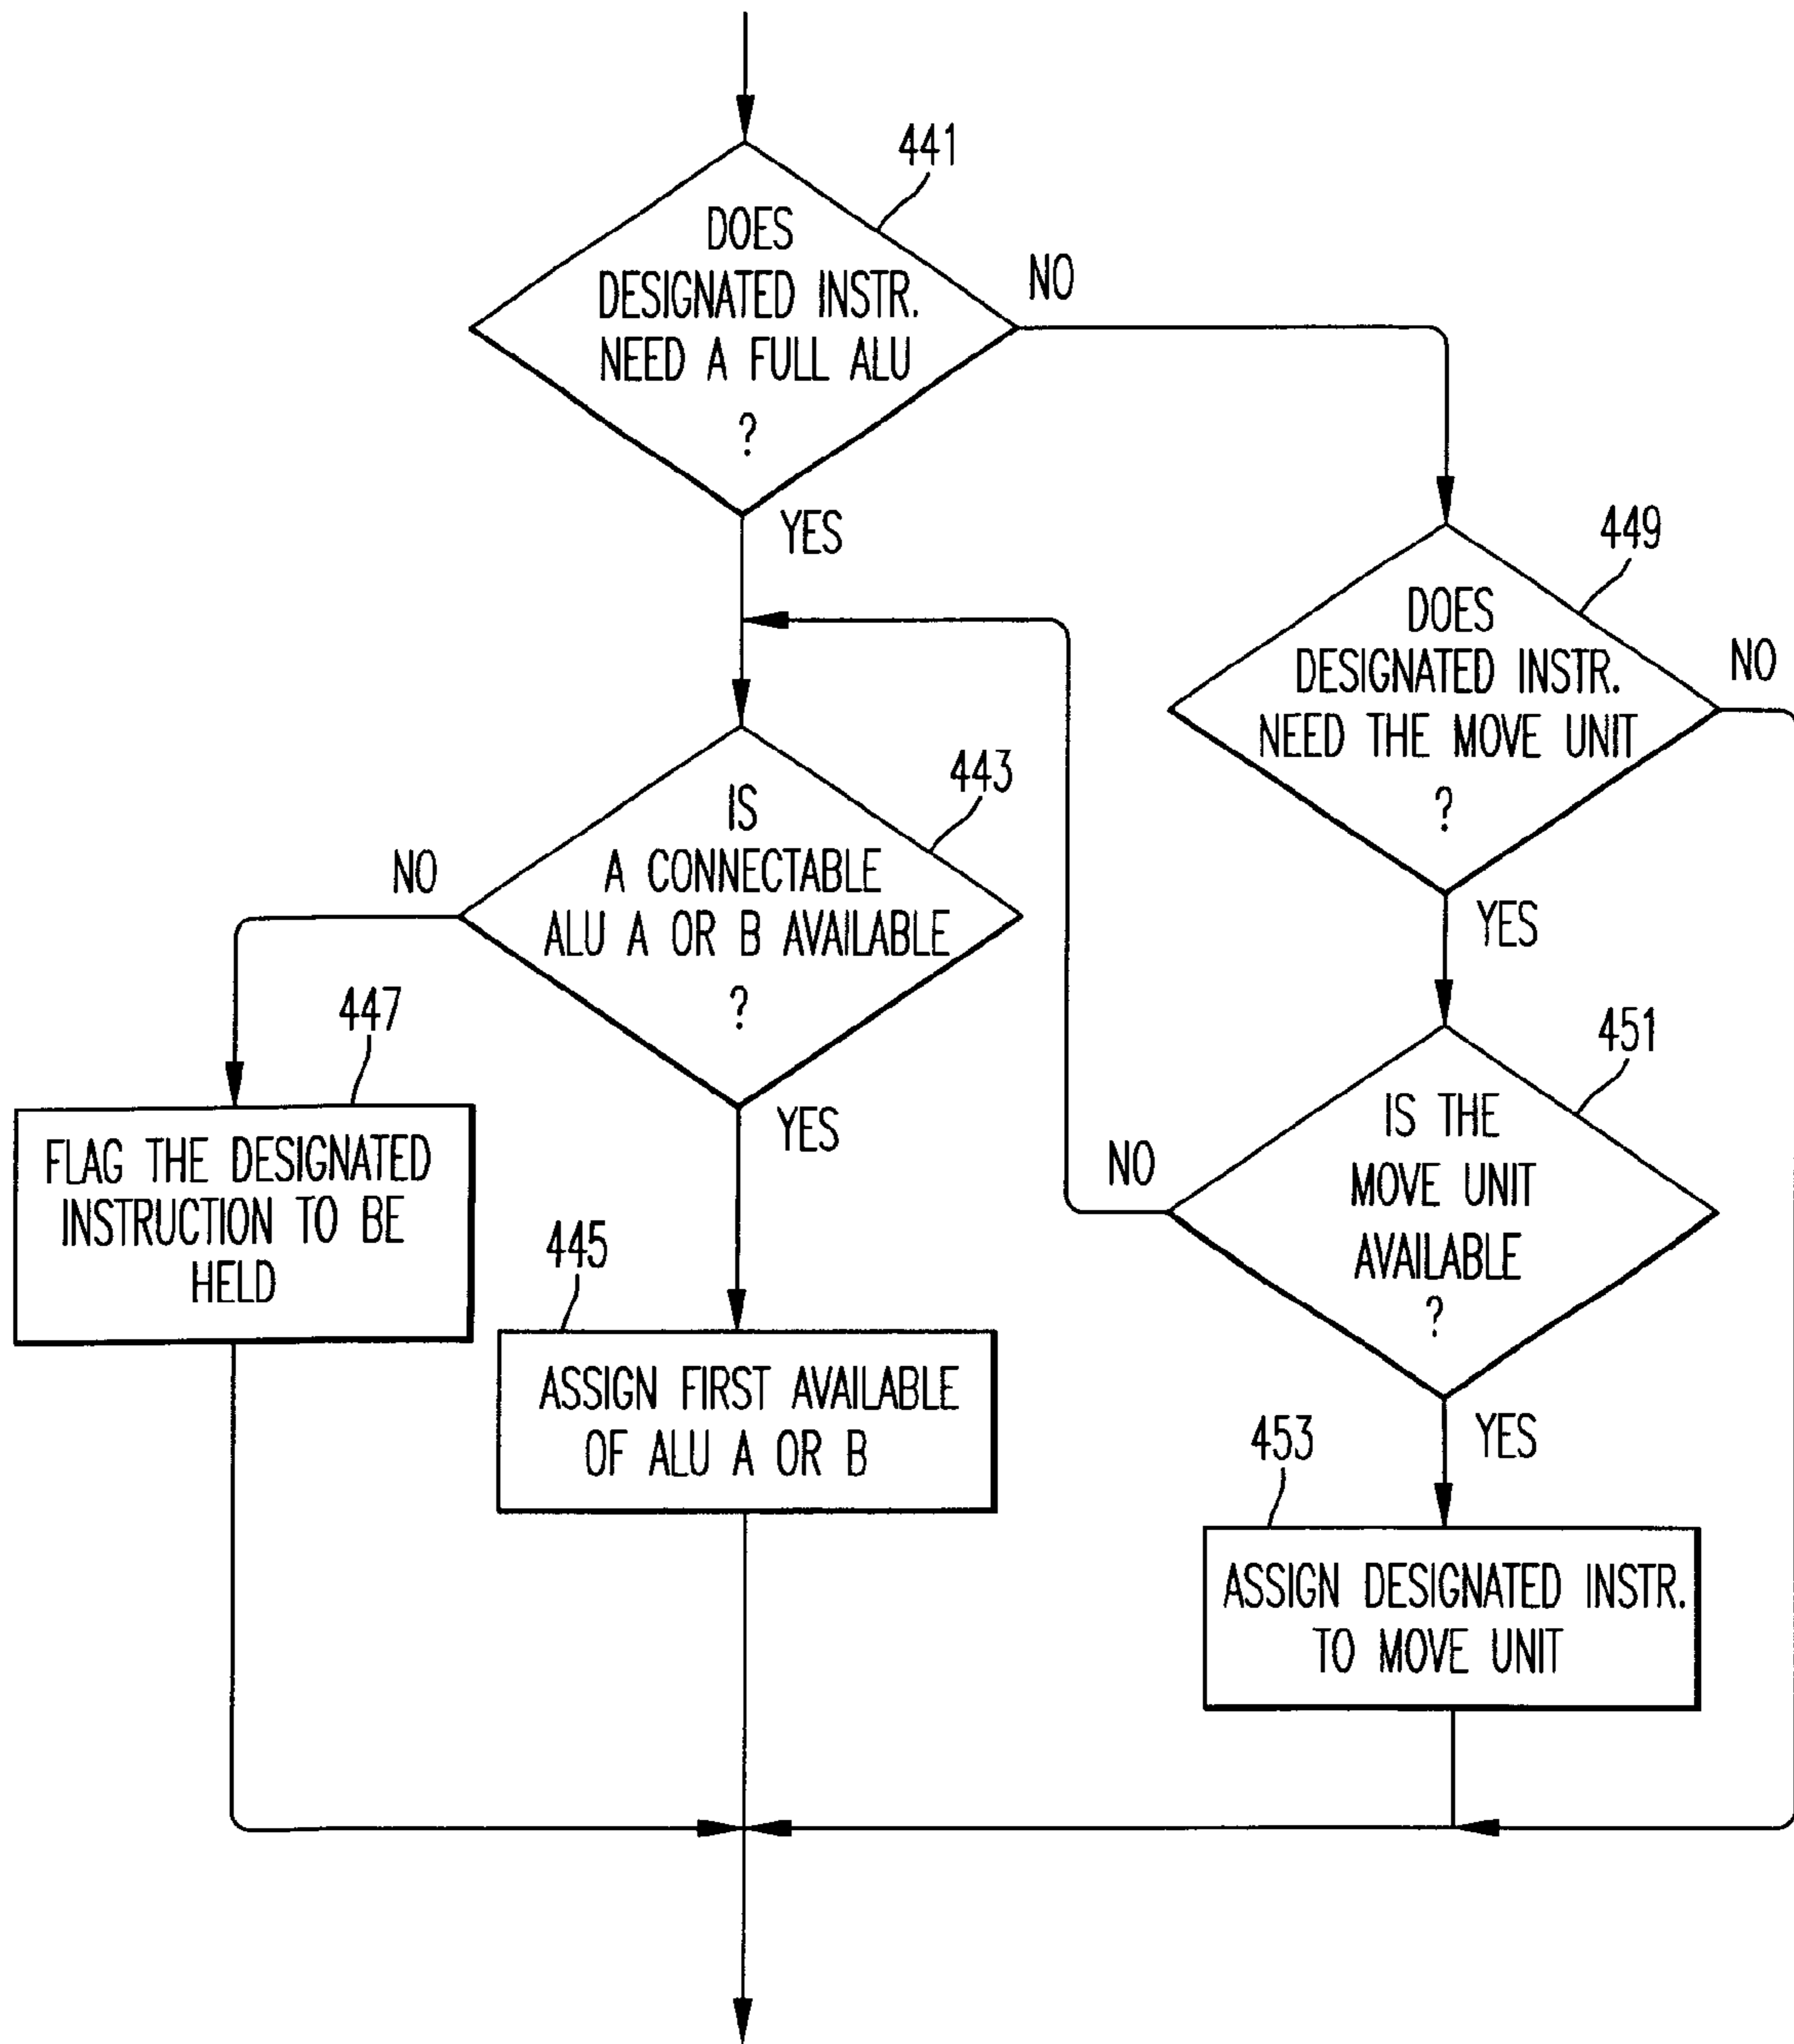 441
DOES
DESIGNATED INSTR.
NEED A FULL ALU
?
NO
YES
449
DOES
DESIGNATED INSTR.
NEED THE MOVE UNIT
?
NO
YES
443
IS
A CONNECTABLE
ALU A OR B AVAILABLE
?
NO
YES
447
FLAG THE DESIGNATED
INSTRUCTION TO BE
HELD
445
ASSIGN FIRST AVAILABLE
OF ALU A OR B
451
IS THE
MOVE UNIT
AVAILABLE
?
NO
YES
453
ASSIGN DESIGNATED INSTR.
TO MOVE UNIT